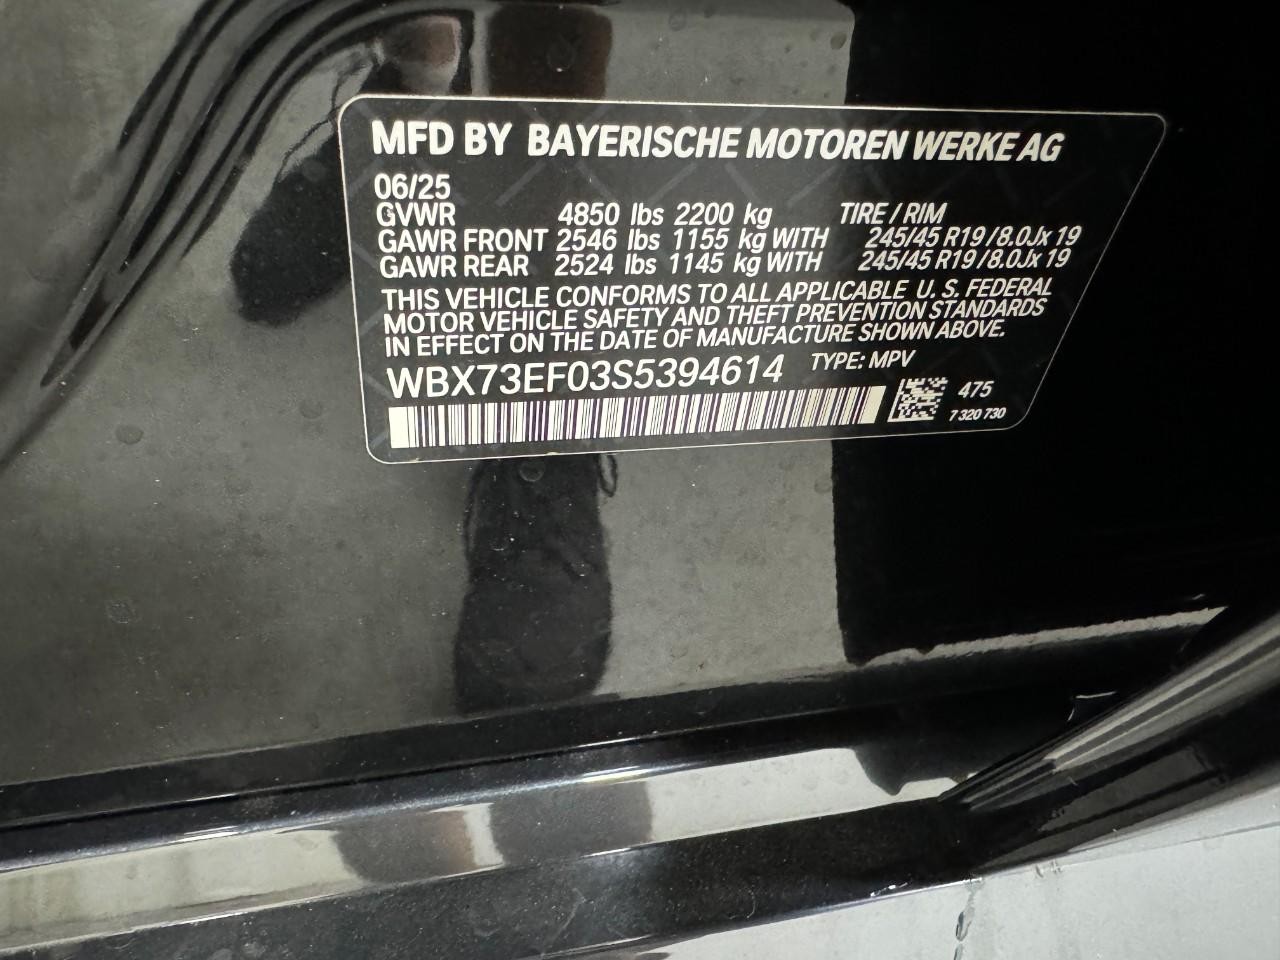 MFD BY BAYERISCHE MOTOREN WERKE AG
06/25
GVWR 4850 lbs 2200 kg TIRE / RIM
GAWR FRONT 2546 lbs 1155 kg WITH 245/45 R19 / 8.0Jx 19
GAWR REAR 2524 lbs 1145 kg WITH 245/45 R19 / 8.0Jx 19
THIS VEHICLE CONFORMS TO ALL APPLICABLE U. S. FEDERAL
MOTOR VEHICLE SAFETY AND THEFT PREVENTION STANDARDS
IN EFFECT ON THE DATE OF MANUFACTURE SHOWN ABOVE.
WBX73EF03S5394614 TYPE: MPV
475
7 320 730